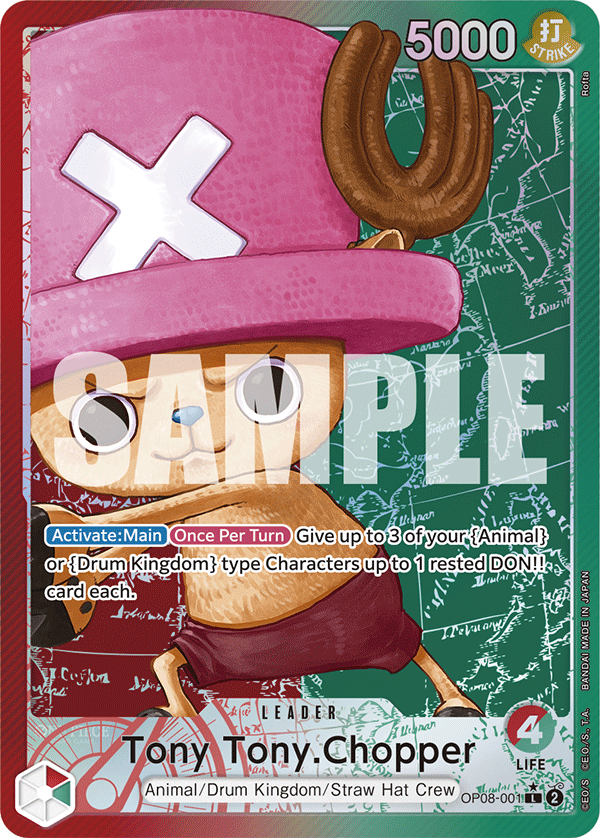 5000
打
STRIKE
Rofta
SAMPLE
Activate:Main Once Per Turn Give up to 3 of your {Animal}
or {Drum Kingdom} type Characters up to 1 rested DON!!
card each.
LEADER
Tony Tony.Chopper
4
LIFE
Animal/Drum Kingdom/Straw Hat Crew
OP08-001 ★ L 2
©E.O/S ©E.O./S., T.A. BANDAI MADE IN JAPAN